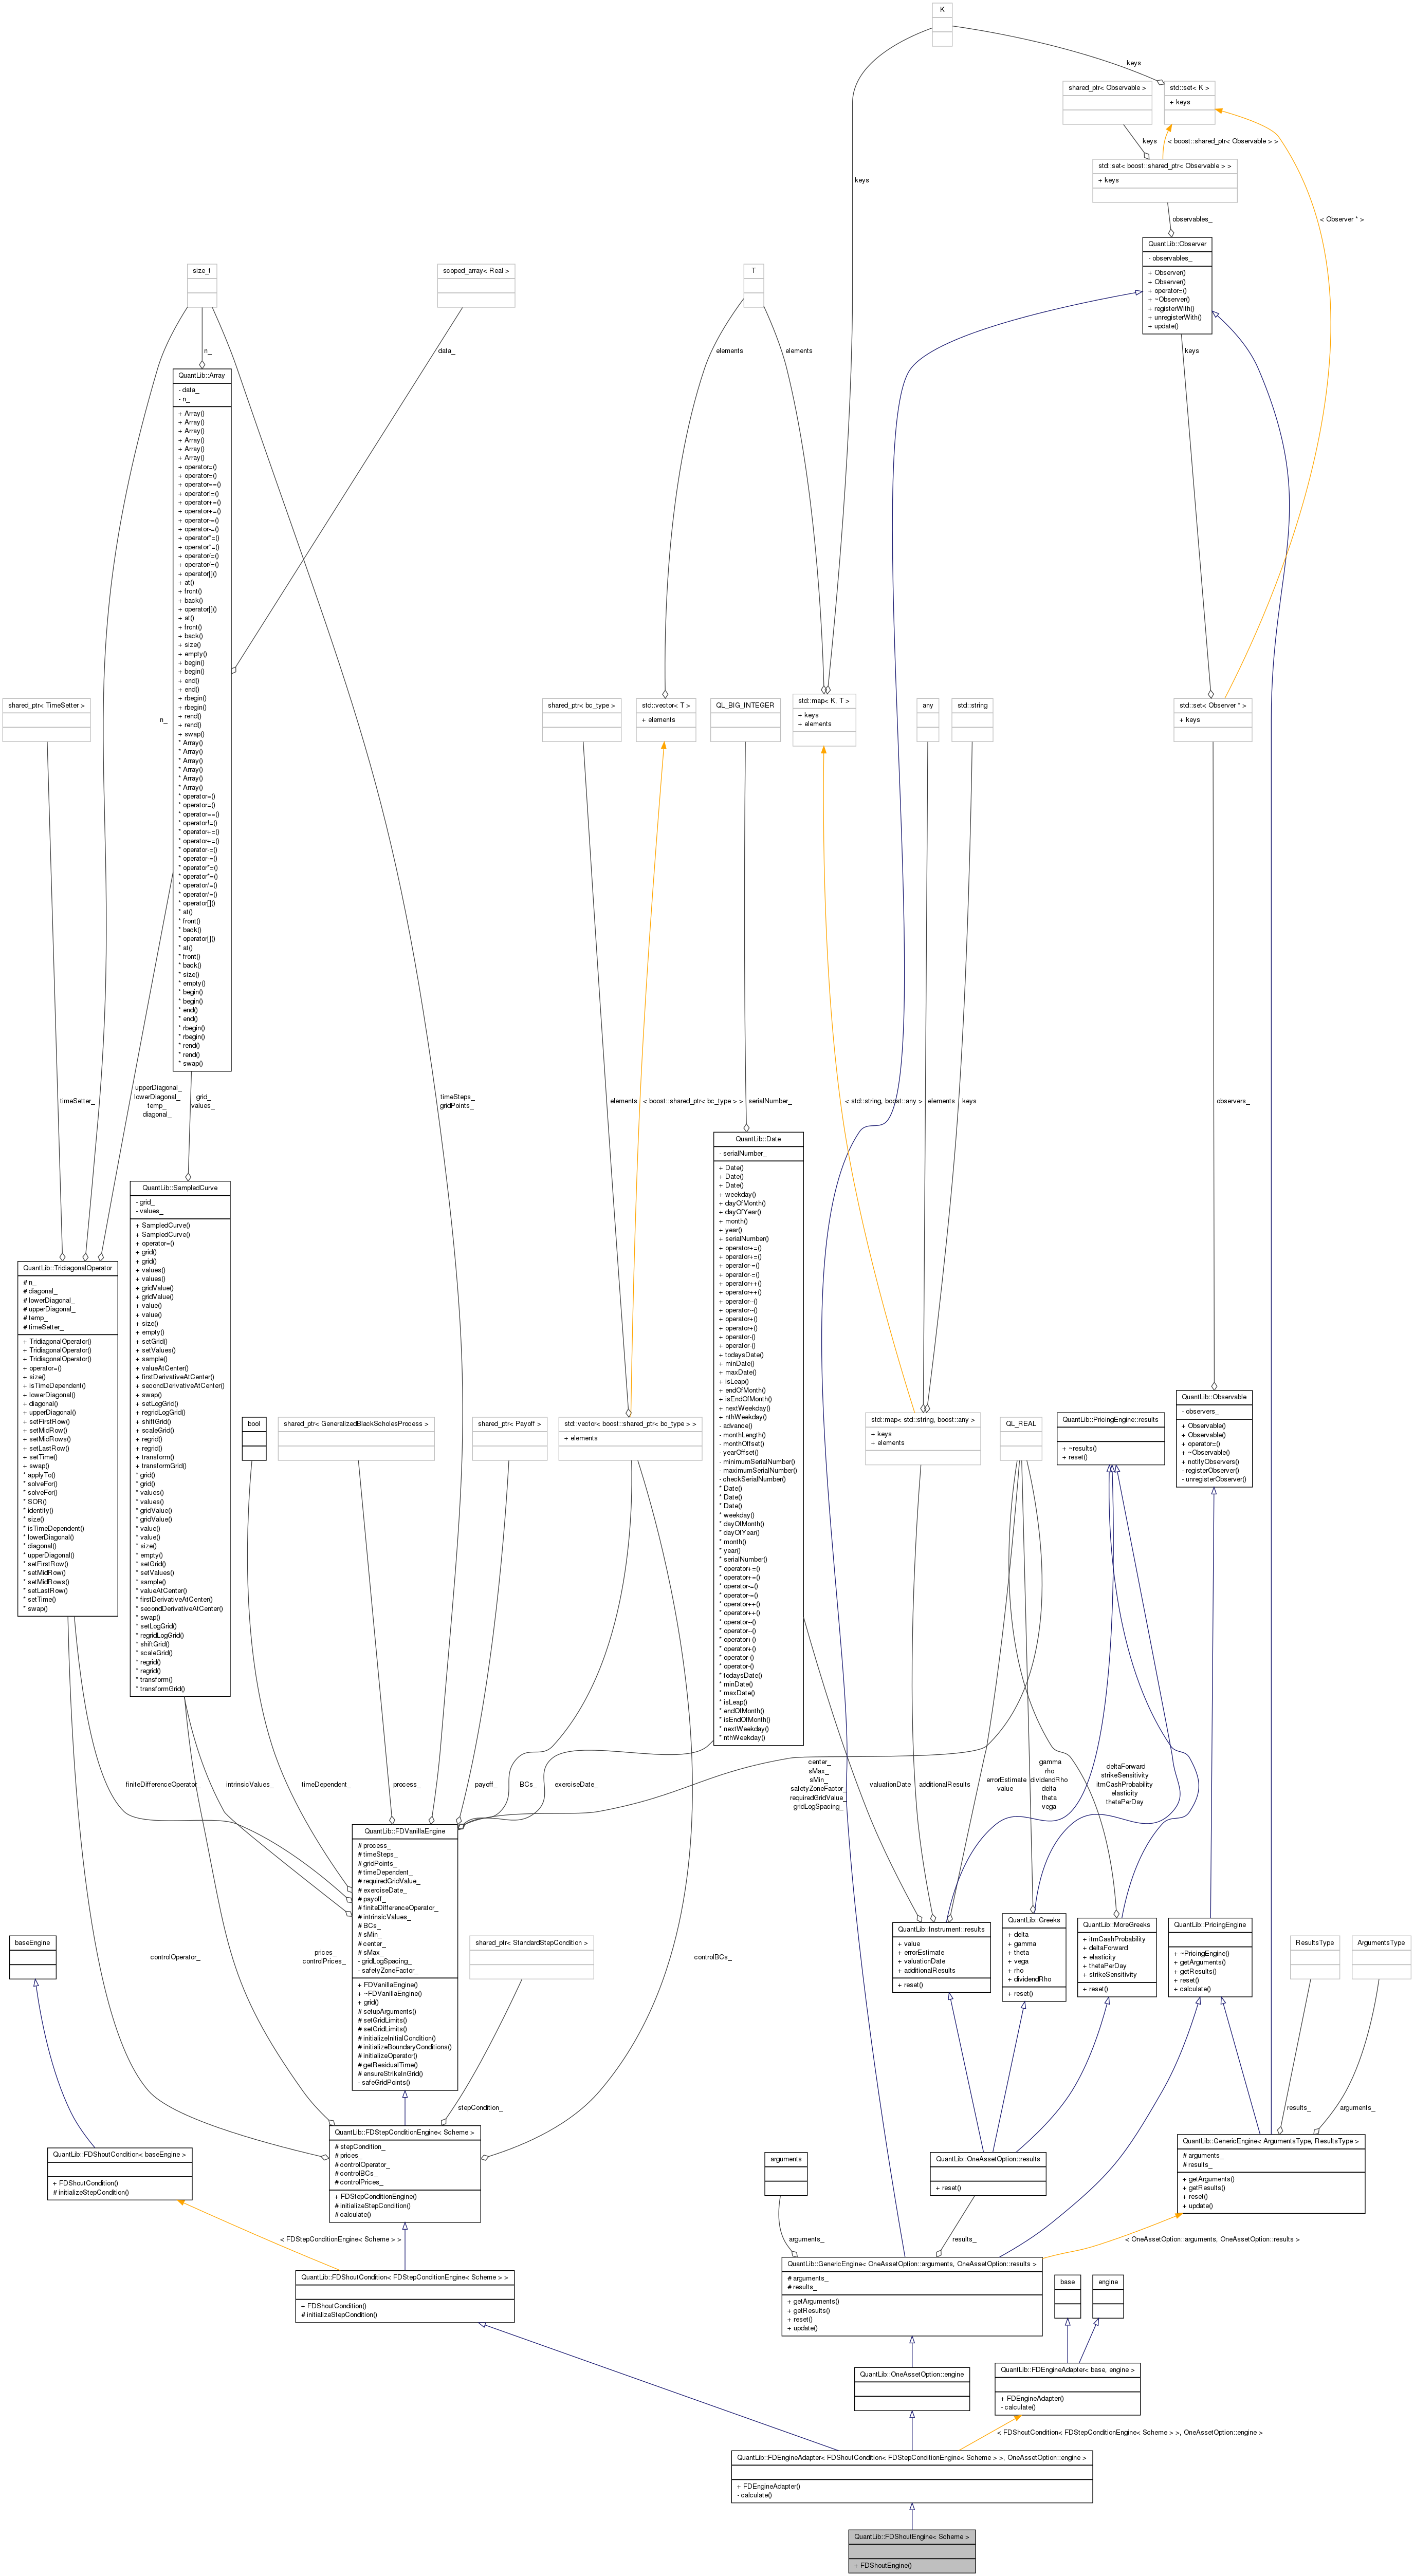 K
keys
shared_ptr< Observable >
std::set< K >
+ keys
keys
< boost::shared_ptr< Observable > >
std::set< boost::shared_ptr< Observable > >
+ keys
keys
observables_
< Observer * >
QuantLib::Observer
- observables_
+ Observer()
+ Observer()
+ operator=()
+ ~Observer()
+ registerWith()
+ unregisterWith()
+ update()
size_t
scoped_array< Real >
T
n_
data_
elements
elements
keys
QuantLib::Array
- data_
- n_
+ Array()
+ Array()
+ Array()
+ Array()
+ Array()
+ Array()
+ operator=()
+ operator=()
+ operator==()
+ operator!=()
+ operator+=()
+ operator+=()
+ operator-=()
+ operator-=()
+ operator*=()
+ operator*=()
+ operator/=()
+ operator/=()
+ operator[]()
+ at()
+ front()
+ back()
+ operator[]()
+ at()
+ front()
+ back()
+ size()
+ empty()
+ begin()
+ begin()
+ end()
+ end()
+ rbegin()
+ rbegin()
+ rend()
+ rend()
+ swap()
* Array()
* Array()
* Array()
* Array()
* Array()
* Array()
* operator=()
* operator=()
* operator==()
* operator!=()
* operator+=()
* operator+=()
* operator-=()
* operator-=()
* operator*=()
* operator*=()
* operator/=()
* operator/=()
* operator[]()
* at()
* front()
* back()
* operator[]()
* at()
* front()
* back()
* size()
* empty()
* begin()
* begin()
* end()
* end()
* rbegin()
* rbegin()
* rend()
* rend()
* swap()
shared_ptr< TimeSetter >
n_
shared_ptr< bc_type >
std::vector< T >
+ elements
QL_BIG_INTEGER
std::map< K, T >
+ keys
+ elements
any
std::string
std::set< Observer * >
+ keys
timeSetter_
upperDiagonal_
lowerDiagonal_
temp_
diagonal_
grid_
values_
timeSteps_
gridPoints_
elements
< boost::shared_ptr< bc_type > >
serialNumber_
< std::string, boost::any >
elements
keys
observers_
QuantLib::Date
- serialNumber_
+ Date()
+ Date()
+ Date()
+ weekday()
+ dayOfMonth()
+ dayOfYear()
+ month()
+ year()
+ serialNumber()
+ operator+=()
+ operator+=()
+ operator-=()
+ operator-=()
+ operator++()
+ operator++()
+ operator--()
+ operator--()
+ operator+()
+ operator+()
+ operator-()
+ operator-()
+ todaysDate()
+ minDate()
+ maxDate()
+ isLeap()
+ endOfMonth()
+ isEndOfMonth()
+ nextWeekday()
+ nthWeekday()
- advance()
- monthLength()
- monthOffset()
- yearOffset()
- minimumSerialNumber()
- maximumSerialNumber()
- checkSerialNumber()
* Date()
* Date()
* Date()
* weekday()
* dayOfMonth()
* dayOfYear()
* month()
* year()
* serialNumber()
* operator+=()
* operator+=()
* operator-=()
* operator-=()
* operator++()
* operator++()
* operator--()
* operator--()
* operator+()
* operator+()
* operator-()
* operator-()
* todaysDate()
* minDate()
* maxDate()
* isLeap()
* endOfMonth()
* isEndOfMonth()
* nextWeekday()
* nthWeekday()
QuantLib::SampledCurve
- grid_
- values_
+ SampledCurve()
+ SampledCurve()
+ operator=()
+ grid()
+ grid()
+ values()
+ values()
+ gridValue()
+ gridValue()
+ value()
+ value()
+ size()
+ empty()
+ setGrid()
+ setValues()
+ sample()
+ valueAtCenter()
+ firstDerivativeAtCenter()
+ secondDerivativeAtCenter()
+ swap()
+ setLogGrid()
+ regridLogGrid()
+ shiftGrid()
+ scaleGrid()
+ regrid()
+ regrid()
+ transform()
+ transformGrid()
* grid()
* grid()
* values()
* values()
* gridValue()
* gridValue()
* value()
* value()
* size()
* empty()
* setGrid()
* setValues()
* sample()
* valueAtCenter()
* firstDerivativeAtCenter()
* secondDerivativeAtCenter()
* swap()
* setLogGrid()
* regridLogGrid()
* shiftGrid()
* scaleGrid()
* regrid()
* regrid()
* transform()
* transformGrid()
QuantLib::TridiagonalOperator
# n_
# diagonal_
# lowerDiagonal_
# upperDiagonal_
# temp_
# timeSetter_
+ TridiagonalOperator()
+ TridiagonalOperator()
+ TridiagonalOperator()
+ operator=()
+ size()
+ isTimeDependent()
+ lowerDiagonal()
+ diagonal()
+ upperDiagonal()
+ setFirstRow()
+ setMidRow()
+ setMidRows()
+ setLastRow()
+ setTime()
+ swap()
* applyTo()
* solveFor()
* solveFor()
* SOR()
* identity()
* size()
* isTimeDependent()
* lowerDiagonal()
* diagonal()
* upperDiagonal()
* setFirstRow()
* setMidRow()
* setMidRows()
* setLastRow()
* setTime()
* swap()
bool
shared_ptr< GeneralizedBlackScholesProcess >
shared_ptr< Payoff >
std::vector< boost::shared_ptr< bc_type > >
+ elements
std::map< std::string, boost::any >
+ keys
+ elements
QL_REAL
QuantLib::PricingEngine::results
+ ~results()
+ reset()
QuantLib::Observable
- observers_
+ Observable()
+ Observable()
+ operator=()
+ ~Observable()
+ notifyObservers()
- registerObserver()
- unregisterObserver()
finiteDifferenceOperator_
intrinsicValues_
timeDependent_
process_
payoff_
BCs_
exerciseDate_
center_
sMax_
sMin_
safetyZoneFactor_
requiredGridValue_
gridLogSpacing_
valuationDate
additionalResults
errorEstimate
value
gamma
rho
dividendRho
delta
theta
vega
deltaForward
strikeSensitivity
itmCashProbability
elasticity
thetaPerDay
QuantLib::FDVanillaEngine
# process_
# timeSteps_
# gridPoints_
# timeDependent_
# requiredGridValue_
# exerciseDate_
# payoff_
# finiteDifferenceOperator_
# intrinsicValues_
# BCs_
# sMin_
# center_
# sMax_
- gridLogSpacing_
- safetyZoneFactor_
+ FDVanillaEngine()
+ ~FDVanillaEngine()
+ grid()
# setupArguments()
# setGridLimits()
# setGridLimits()
# initializeInitialCondition()
# initializeBoundaryConditions()
# initializeOperator()
# getResidualTime()
# ensureStrikeInGrid()
- safeGridPoints()
baseEngine
controlOperator_
prices_
controlPrices_
shared_ptr< StandardStepCondition >
controlBCs_
QuantLib::Instrument::results
+ value
+ errorEstimate
+ valuationDate
+ additionalResults
+ reset()
QuantLib::Greeks
+ delta
+ gamma
+ theta
+ vega
+ rho
+ dividendRho
+ reset()
QuantLib::MoreGreeks
+ itmCashProbability
+ deltaForward
+ elasticity
+ thetaPerDay
+ strikeSensitivity
+ reset()
QuantLib::PricingEngine
+ ~PricingEngine()
+ getArguments()
+ getResults()
+ reset()
+ calculate()
ResultsType
ArgumentsType
stepCondition_
results_
arguments_
QuantLib::FDShoutCondition< baseEngine >
+ FDShoutCondition()
# initializeStepCondition()
QuantLib::FDStepConditionEngine< Scheme >
# stepCondition_
# prices_
# controlOperator_
# controlBCs_
# controlPrices_
+ FDStepConditionEngine()
# initializeStepCondition()
# calculate()
arguments
QuantLib::OneAssetOption::results
+ reset()
QuantLib::GenericEngine< ArgumentsType, ResultsType >
# arguments_
# results_
+ getArguments()
+ getResults()
+ reset()
+ update()
< FDStepConditionEngine< Scheme > >
arguments_
results_
< OneAssetOption::arguments, OneAssetOption::results >
QuantLib::FDShoutCondition< FDStepConditionEngine< Scheme > >
+ FDShoutCondition()
# initializeStepCondition()
QuantLib::GenericEngine< OneAssetOption::arguments, OneAssetOption::results >
# arguments_
# results_
+ getArguments()
+ getResults()
+ reset()
+ update()
base
engine
QuantLib::OneAssetOption::engine
QuantLib::FDEngineAdapter< base, engine >
+ FDEngineAdapter()
- calculate()
< FDShoutCondition< FDStepConditionEngine< Scheme > >, OneAssetOption::engine >
QuantLib::FDEngineAdapter< FDShoutCondition< FDStepConditionEngine< Scheme > >, OneAssetOption::engine >
+ FDEngineAdapter()
- calculate()
QuantLib::FDShoutEngine< Scheme >
+ FDShoutEngine()